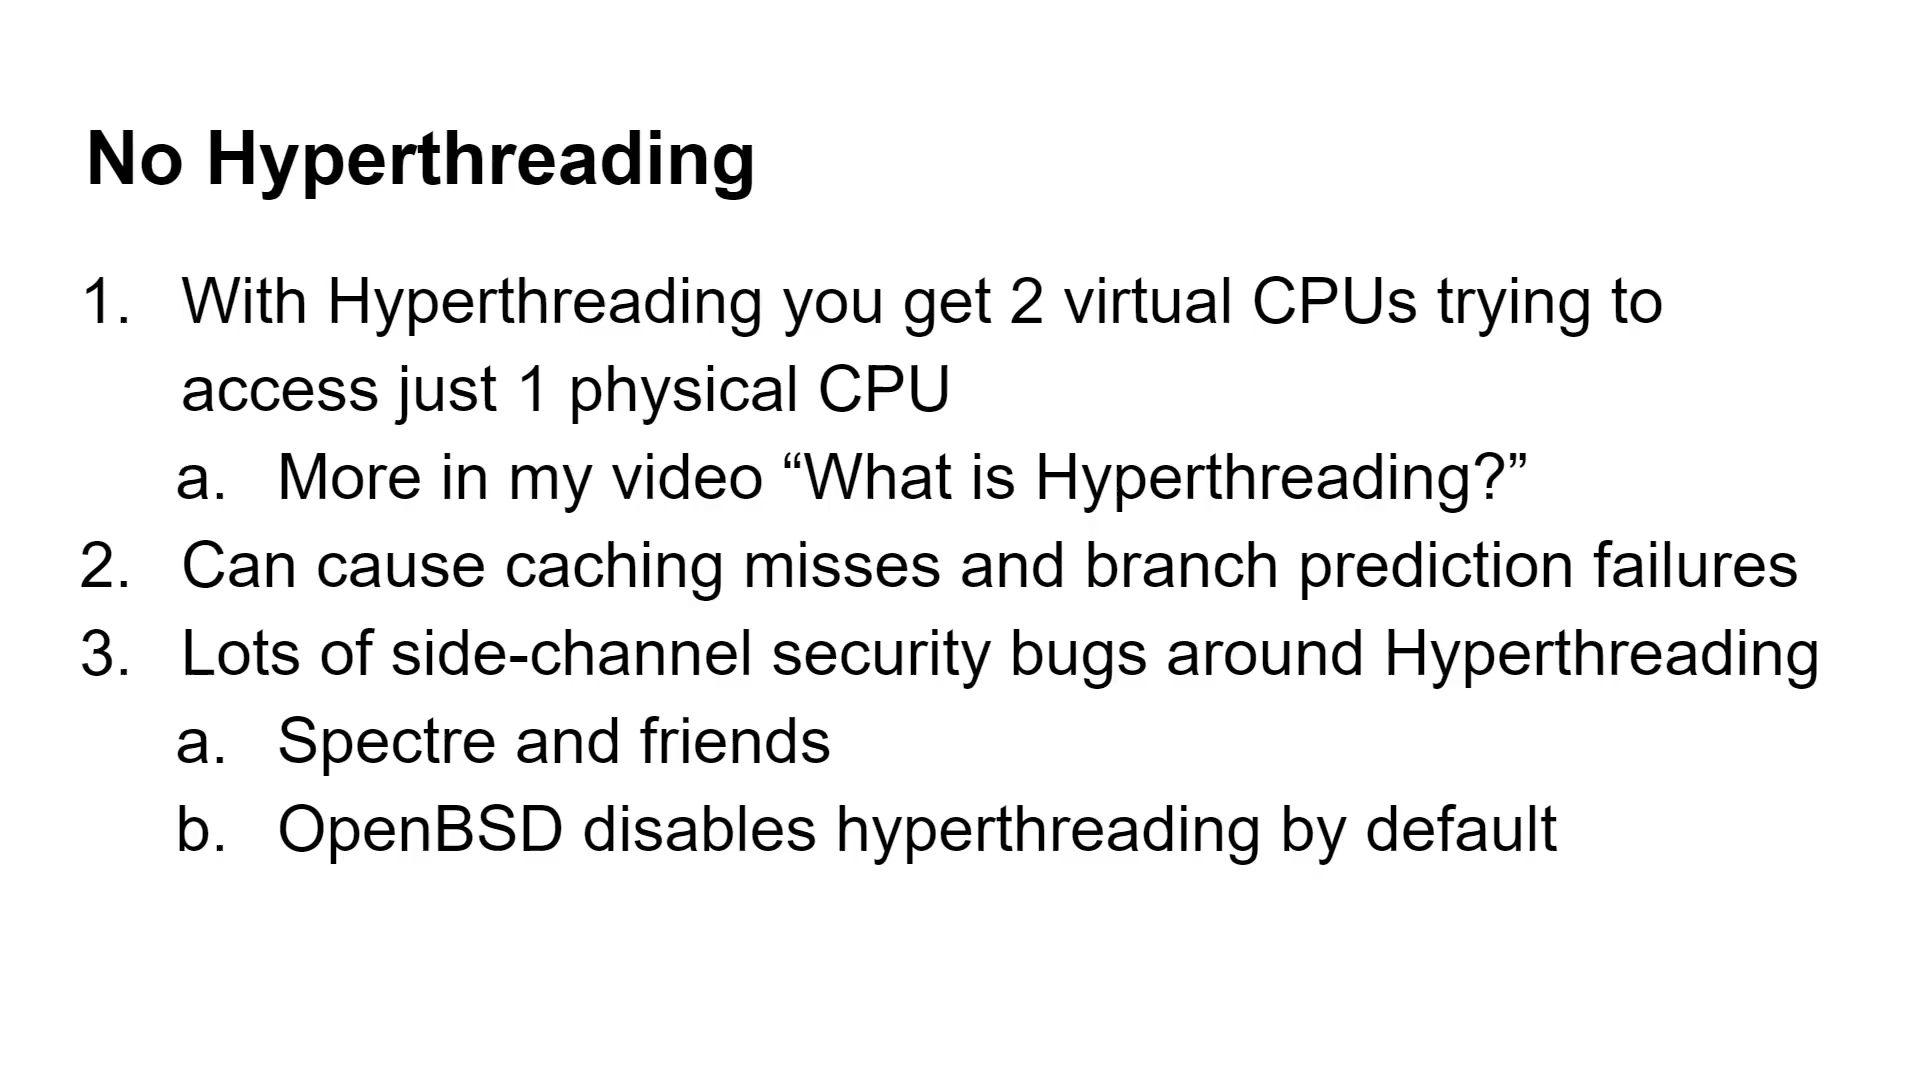 No Hyperthreading
1. With Hyperthreading you get 2 virtual CPUs trying to
access just 1 physical CPU
a. More in my video “What is Hyperthreading?”
2. Can cause caching misses and branch prediction failures
3. Lots of side-channel security bugs around Hyperthreading
a. Spectre and friends
b. OpenBSD disables hyperthreading by default